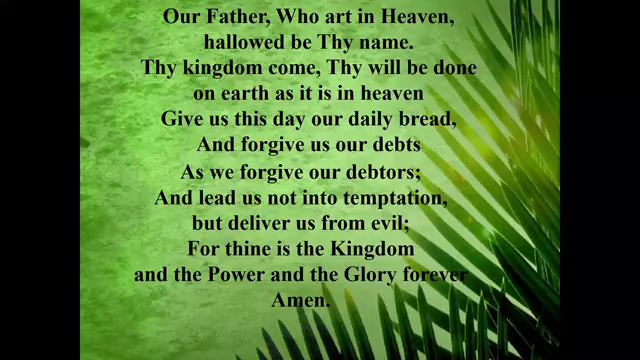 Our Father, Who art in Heaven,
hallowed be Thy name.
Thy kingdom come, Thy will be done
on earth as it is in heaven
Give us this day our daily bread,
And forgive us our debts
As we forgive our debtors;
And lead us not into temptation,
but deliver us from evil;
For thine is the Kingdom
and the Power and the Glory forever
Amen.